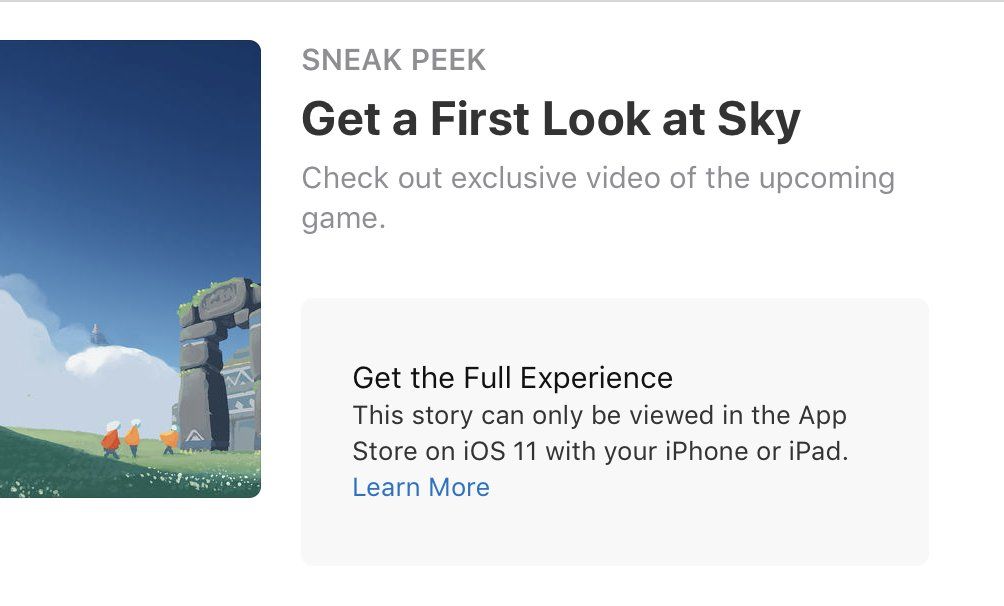 SNEAK PEEK
Get a First Look at Sky
Check out exclusive video of the upcoming
game.
Get the Full Experience
This story can only be viewed in the App
Store on iOS 11 with your iPhone or iPad.
Learn More